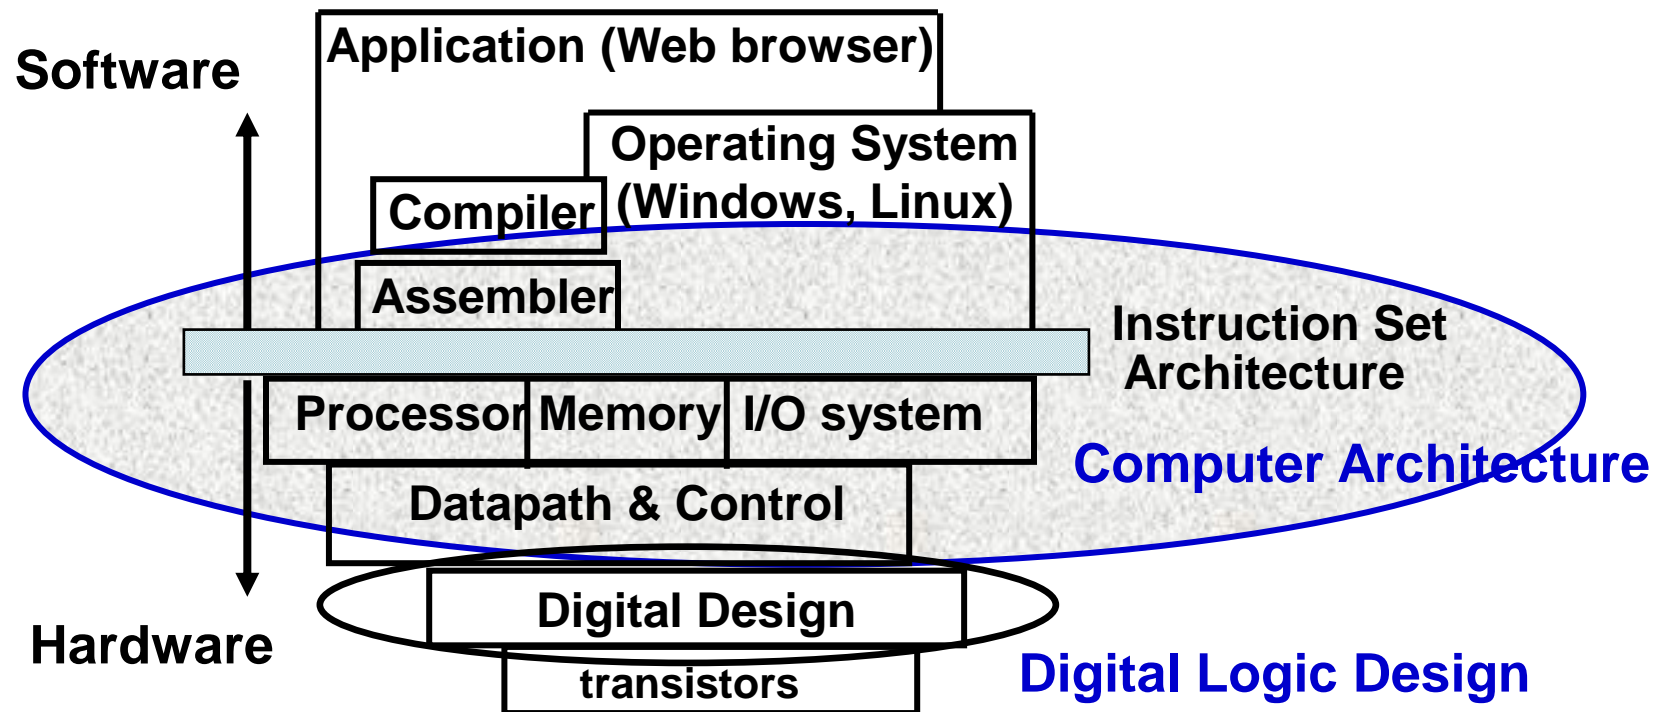 Application (Web browser)
Software
Operating System
(Windows, Linux)
Compiler
Assembler
Instruction Set
Architecture
Processor
Memory
I/O system
Computer Architecture
Datapath & Control
Digital Design
Hardware
Digital Logic Design
transistors